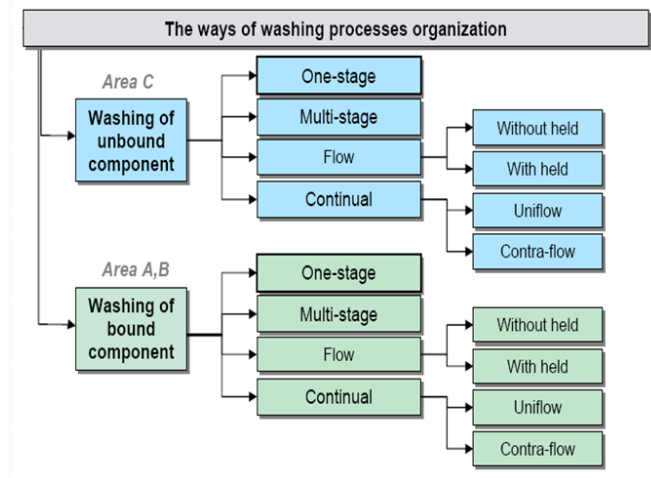 The ways of washing processes organization
Area C
Washing of
unbound
component
One-stage
Multi-stage
Flow
Continual
Without held
With held
Uniflow
Contra-flow
Area A,B
Washing of
bound
component
One-stage
Multi-stage
Flow
Continual
Without held
With held
Uniflow
Contra-flow